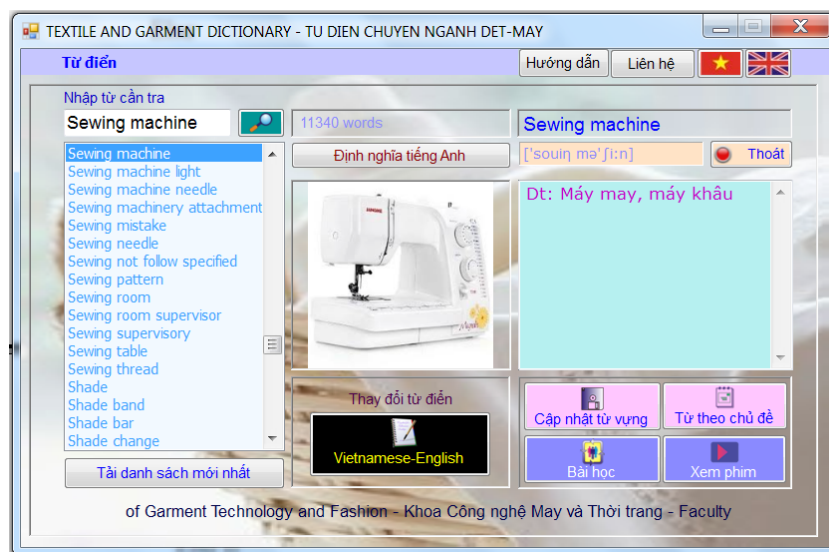 TEXTILE AND GARMENT DICTIONARY - TU DIEN CHUYEN NGANH DET-MAY
Từ điển
Hướng dẫn
Liên hệ
Nhập từ cần tra
Sewing machine
11340 words
Sewing machine
Định nghĩa tiếng Anh
['souiη mə'ʃi:n]
Thoát
Sewing machine
Sewing machine light
Sewing machine needle
Sewing machinery attachment
Sewing mistake
Sewing needle
Sewing not follow specified
Sewing pattern
Sewing room
Sewing room supervisor
Sewing supervisory
Sewing table
Sewing thread
Shade
Shade band
Shade bar
Shade change
Dt: Máy may, máy khâu
Thay đổi từ điển
Vietnamese-English
Cập nhật từ vựng
Từ theo chủ đề
Bài học
Xem phim
Tải danh sách mới nhất
of Garment Technology and Fashion - Khoa Công nghệ May và Thời trang - Faculty